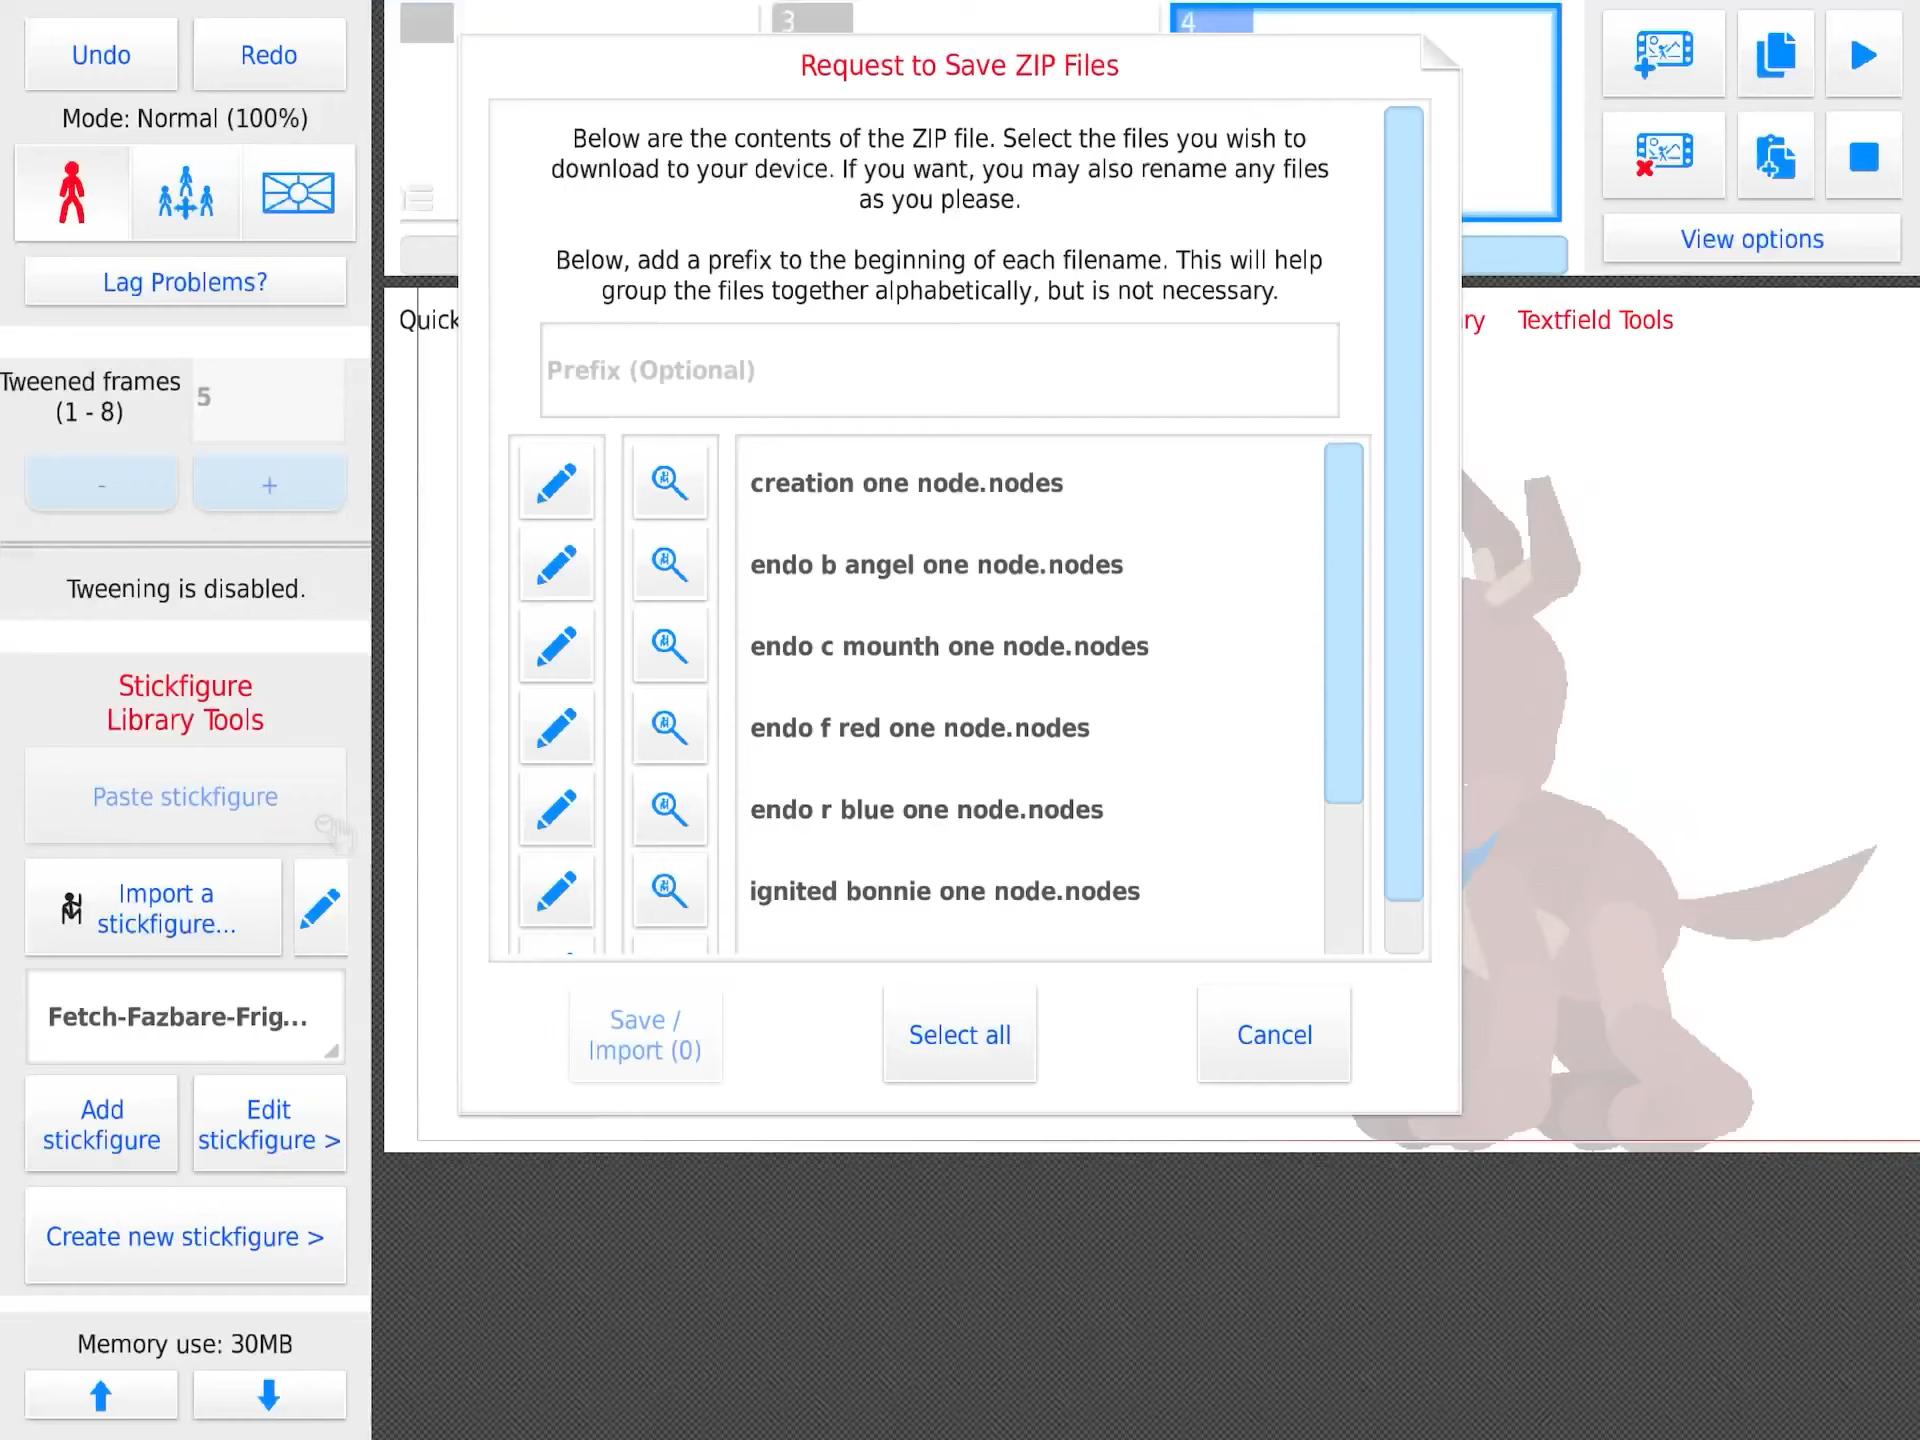 Undo
Redo
Mode: Normal (100%)
Lag Problems?
Tweened frames
(1 - 8)
5
-
+
Tweening is disabled.
Stickfigure
Library Tools
Paste stickfigure
Import a
stickfigure...
Fetch-Fazbare-Frig...
Add
stickfigure
Edit
stickfigure >
Create new stickfigure >
Memory use: 30MB
3
4
View options
Quick
ry
Textfield Tools
Request to Save ZIP Files
Below are the contents of the ZIP file. Select the files you wish to
download to your device. If you want, you may also rename any files
as you please.
Below, add a prefix to the beginning of each filename. This will help
group the files together alphabetically, but is not necessary.
Prefix (Optional)
creation one node.nodes
endo b angel one node.nodes
endo c mounth one node.nodes
endo f red one node.nodes
endo r blue one node.nodes
ignited bonnie one node.nodes
Save /
Import (0)
Select all
Cancel